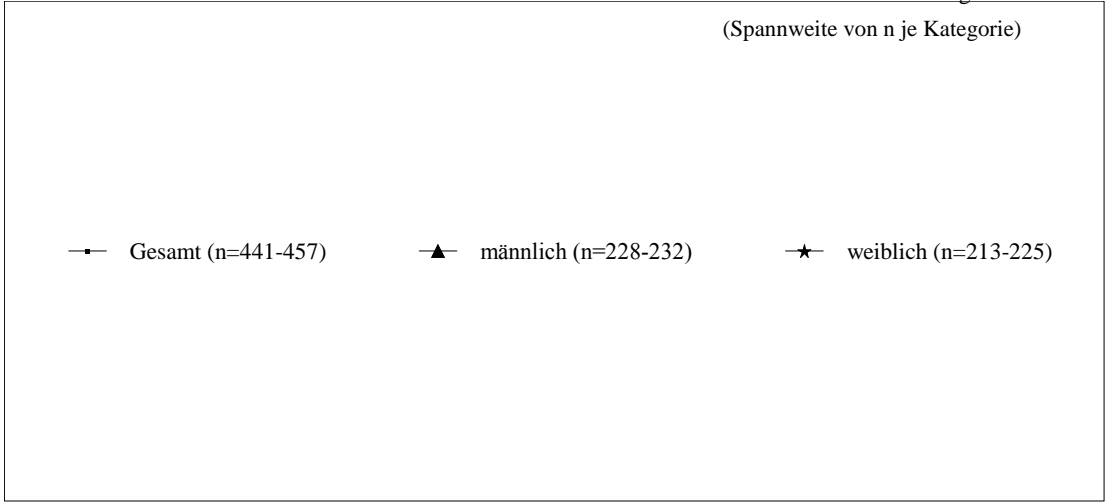 (Spannweite von n je Kategorie)
Gesamt (n=441-457) männlich (n=228-232) weiblich (n=213-225)